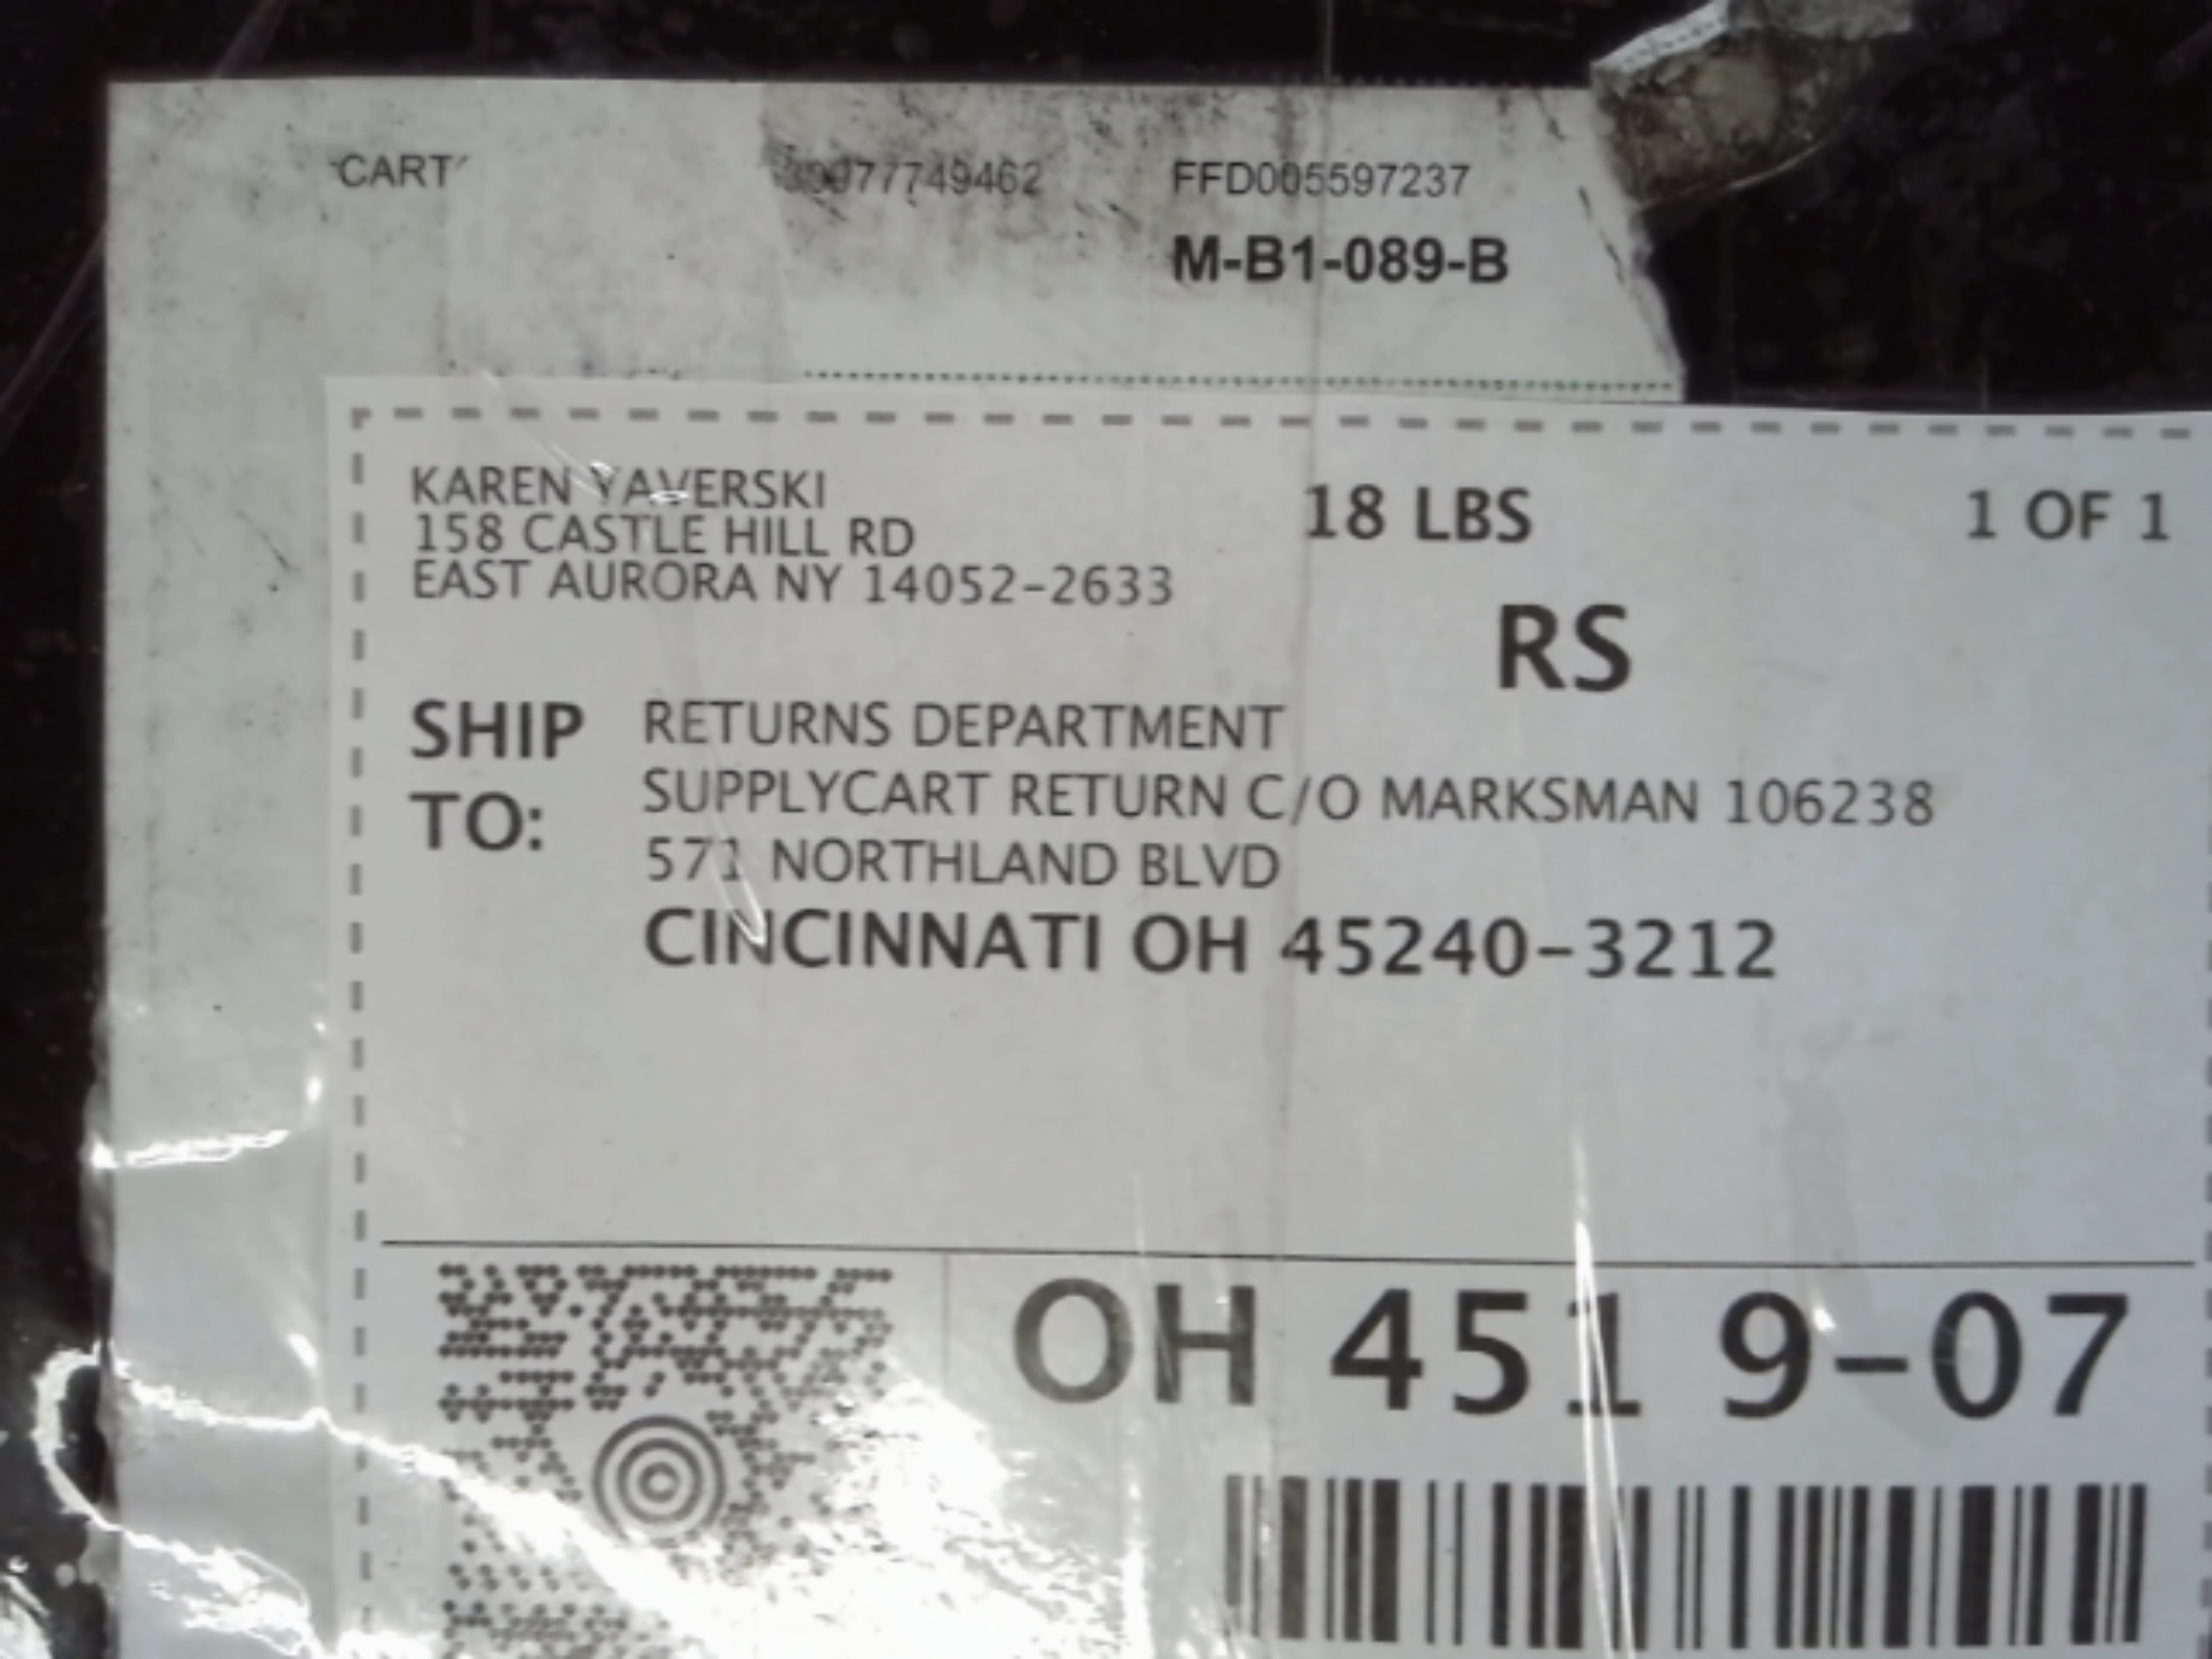 FFD005597237
M-B1-089-B
KAREN YAVERSKI
158 CASTLE HILL RD
EAST AURORA NY 14052-2633
18 LBS
1 OF 1
RS
SHIP TO:
RETURNS DEPARTMENT
SUPPLYCART RETURN C/O MARKSMAN 106238
571 NORTHLAND BLVD
CINCINNATI OH 45240-3212
OH 451 9-07